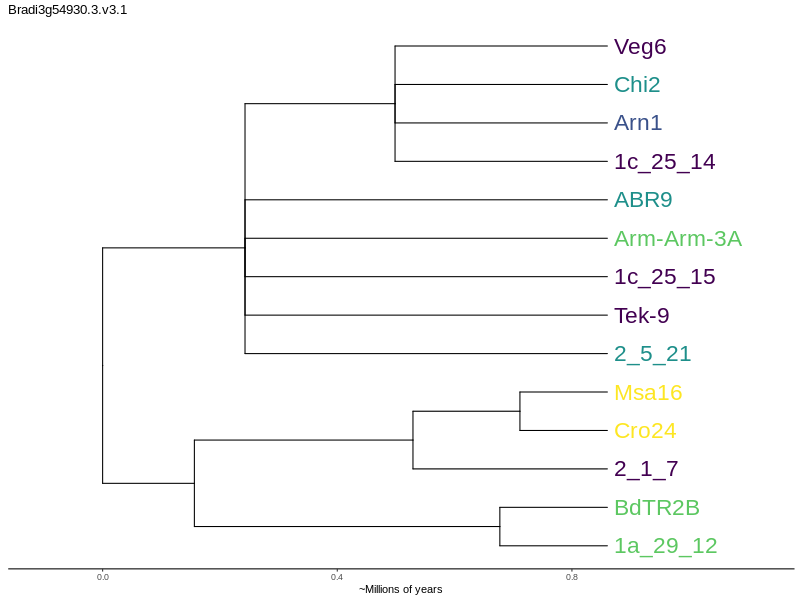 Bradi3g54930.3.v3.1
Veg6
Chi2
Arn1
1c_25_14
ABR9
Arm-Arm-3A
1c_25_15
Tek-9
2_5_21
Msa16
Cro24
2_1_7
BdTR2B
1a_29_12
0.0 0.4 0.8
~Millions of years